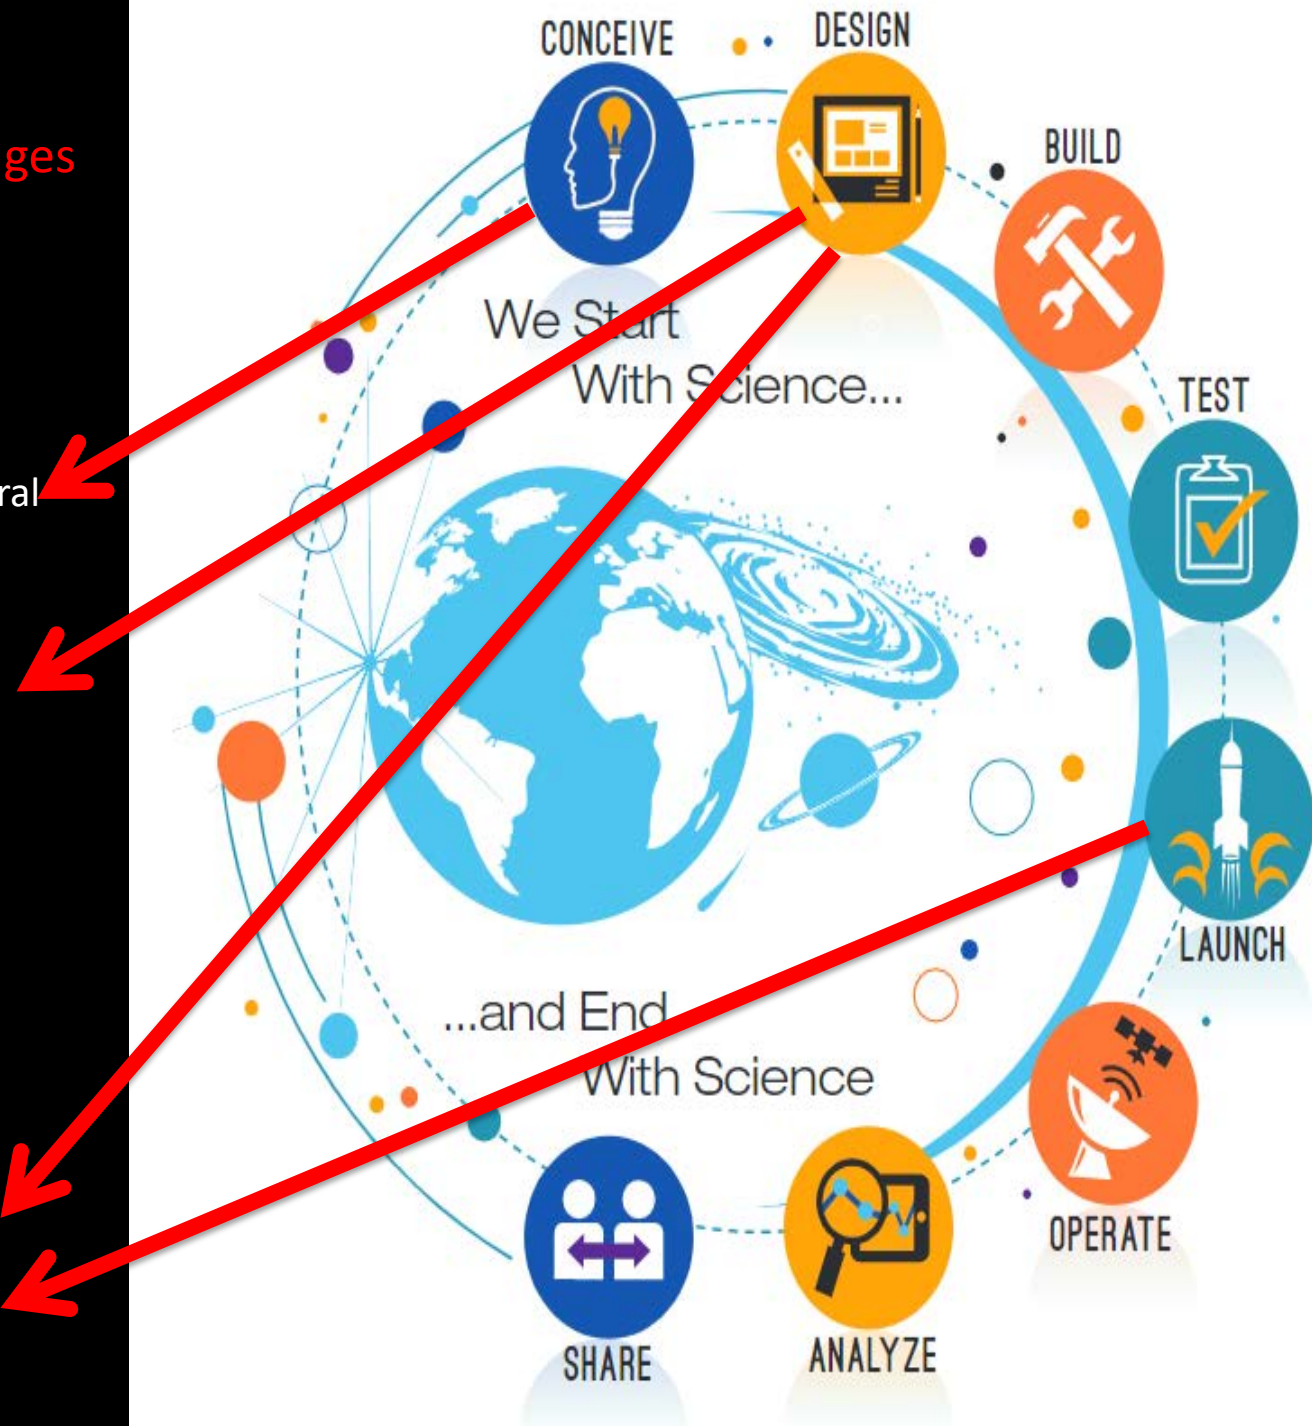 CONCEIVE
DESIGN
BUILD
ges
We Start
With Science...
TEST
ral
LAUNCH
...and End
With Science
OPERATE
SHARE
ANALYZE